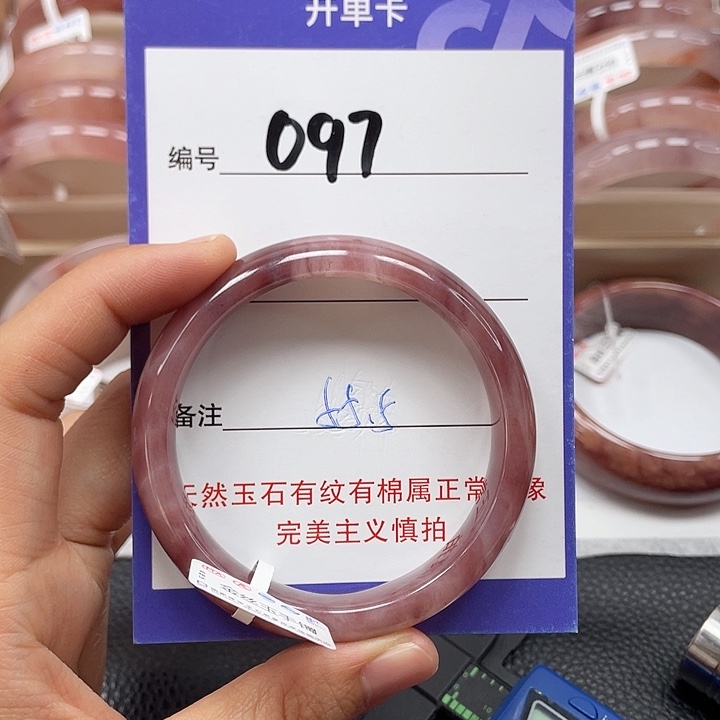 开单卡
编号 097
备注
天然玉石有纹有棉属正常 象
完美主义慎拍